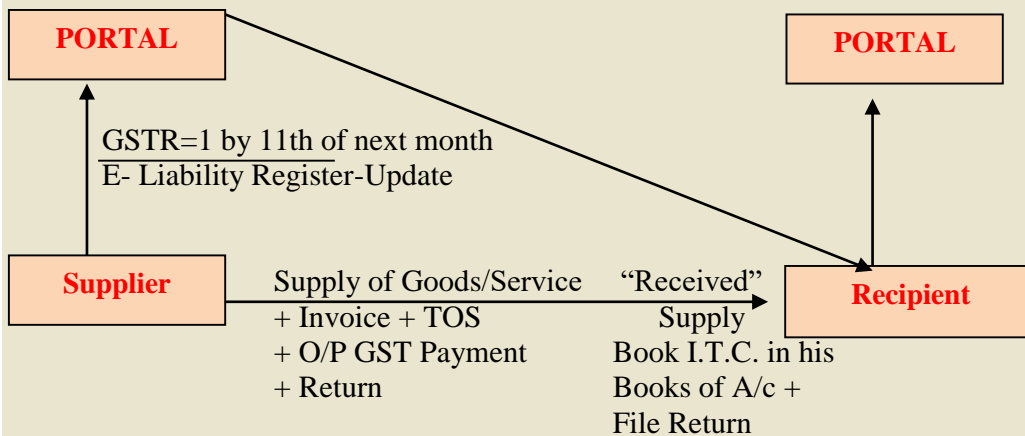 PORTAL
PORTAL
GSTR=1 by 11th of next month
E- Liability Register-Update
Supplier
Supply of Goods/Service
+ Invoice + TOS
+ O/P GST Payment
+ Return
“Received”
Supply
Book I.T.C. in his
Books of A/c +
File Return
Recipient